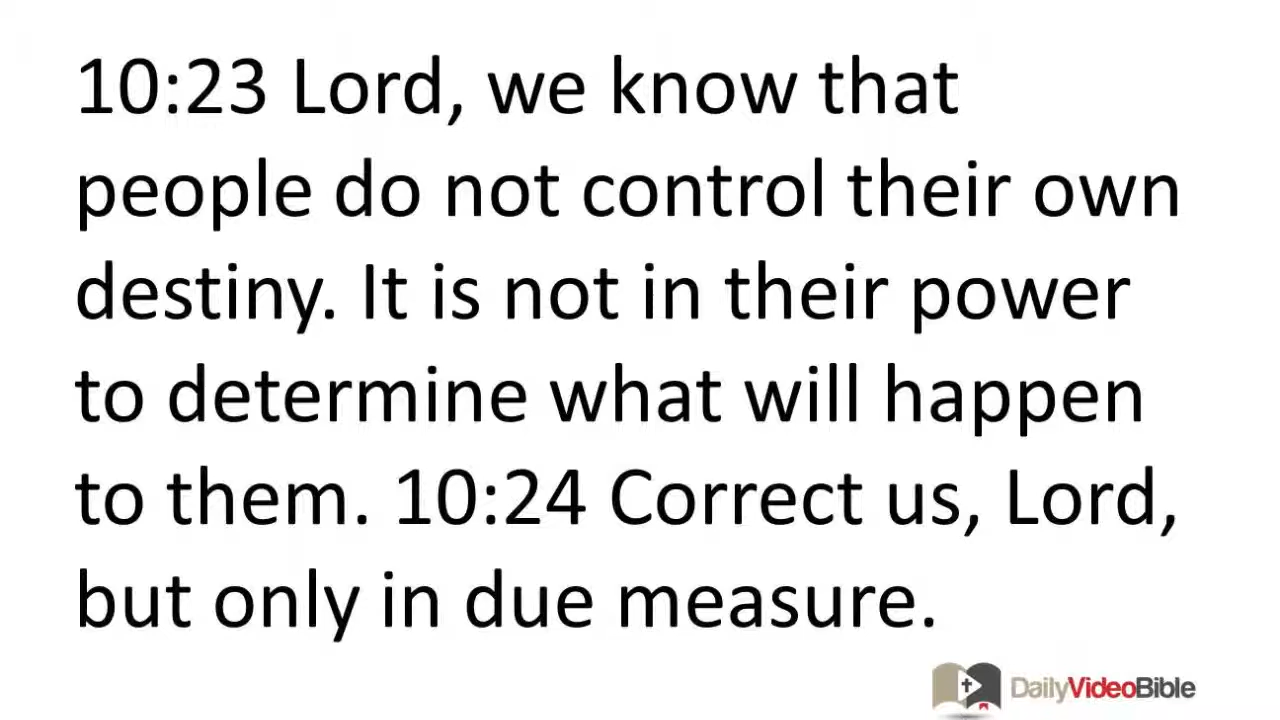 10:23 Lord, we know that
people do not control their own
destiny. It is not in their power
to determine what will happen
to them. 10:24 Correct us, Lord,
but only in due measure.
DailyVideoBible